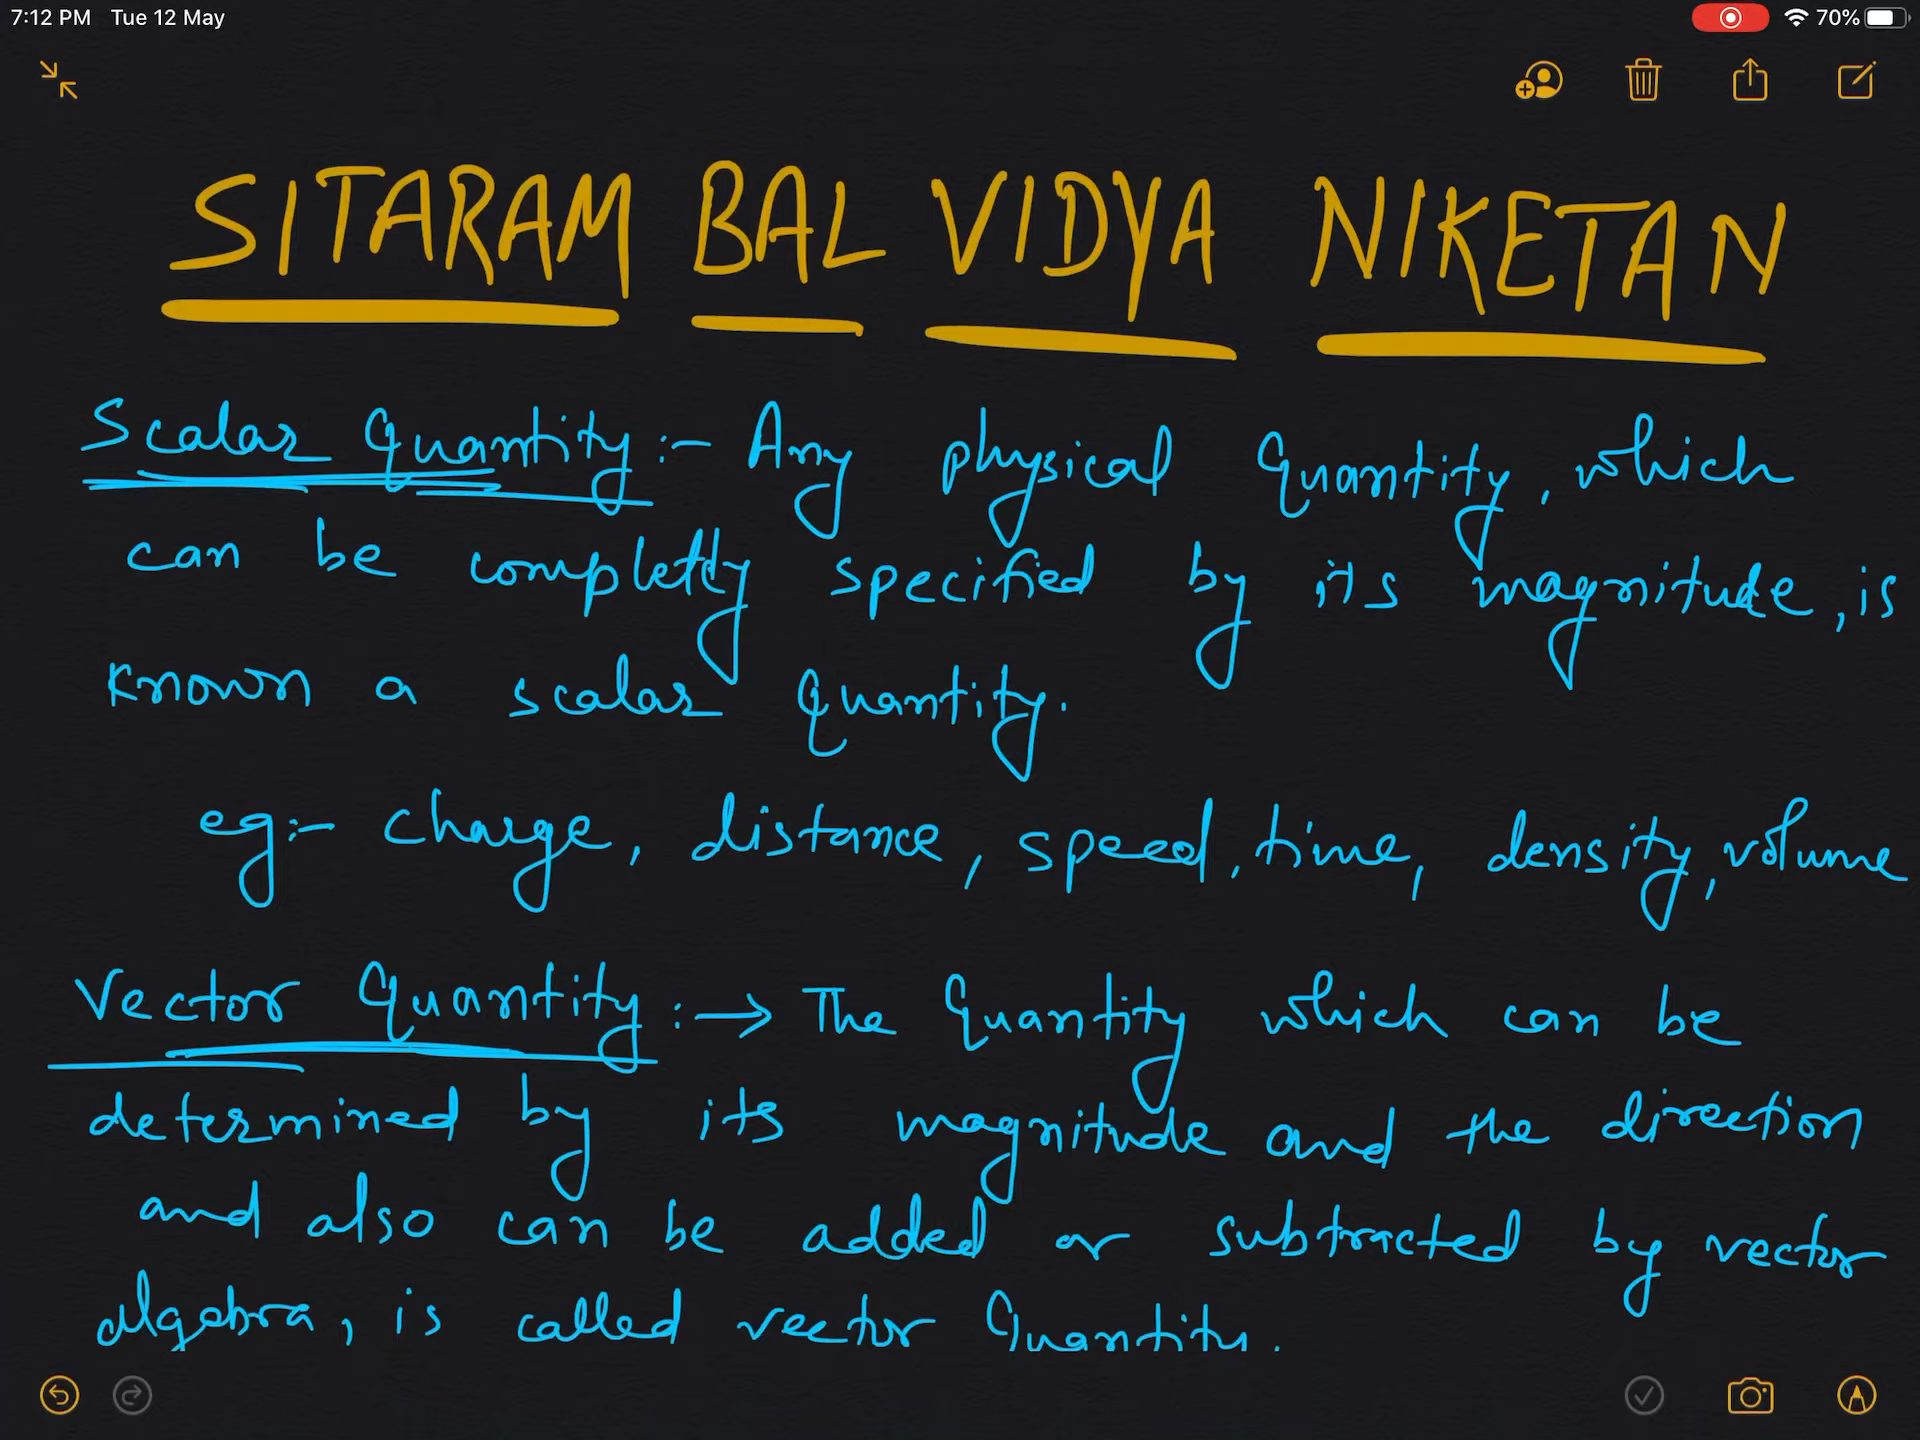 7:12 PM Tue 12 May 70%
SITARAM BAL VIDYA NIKETAN
Scalar Quantity :- Any physical Quantity, which
can be completly specified by its magnitude, is
known a scalar quantity.
eg:- charge, distance, speed, time, density, volume
Vector Quantity :→ The Quantity which can be
determined by its magnitude and the direction
and also can be added or subtracted by vector
algebra, is called vector Quantity.